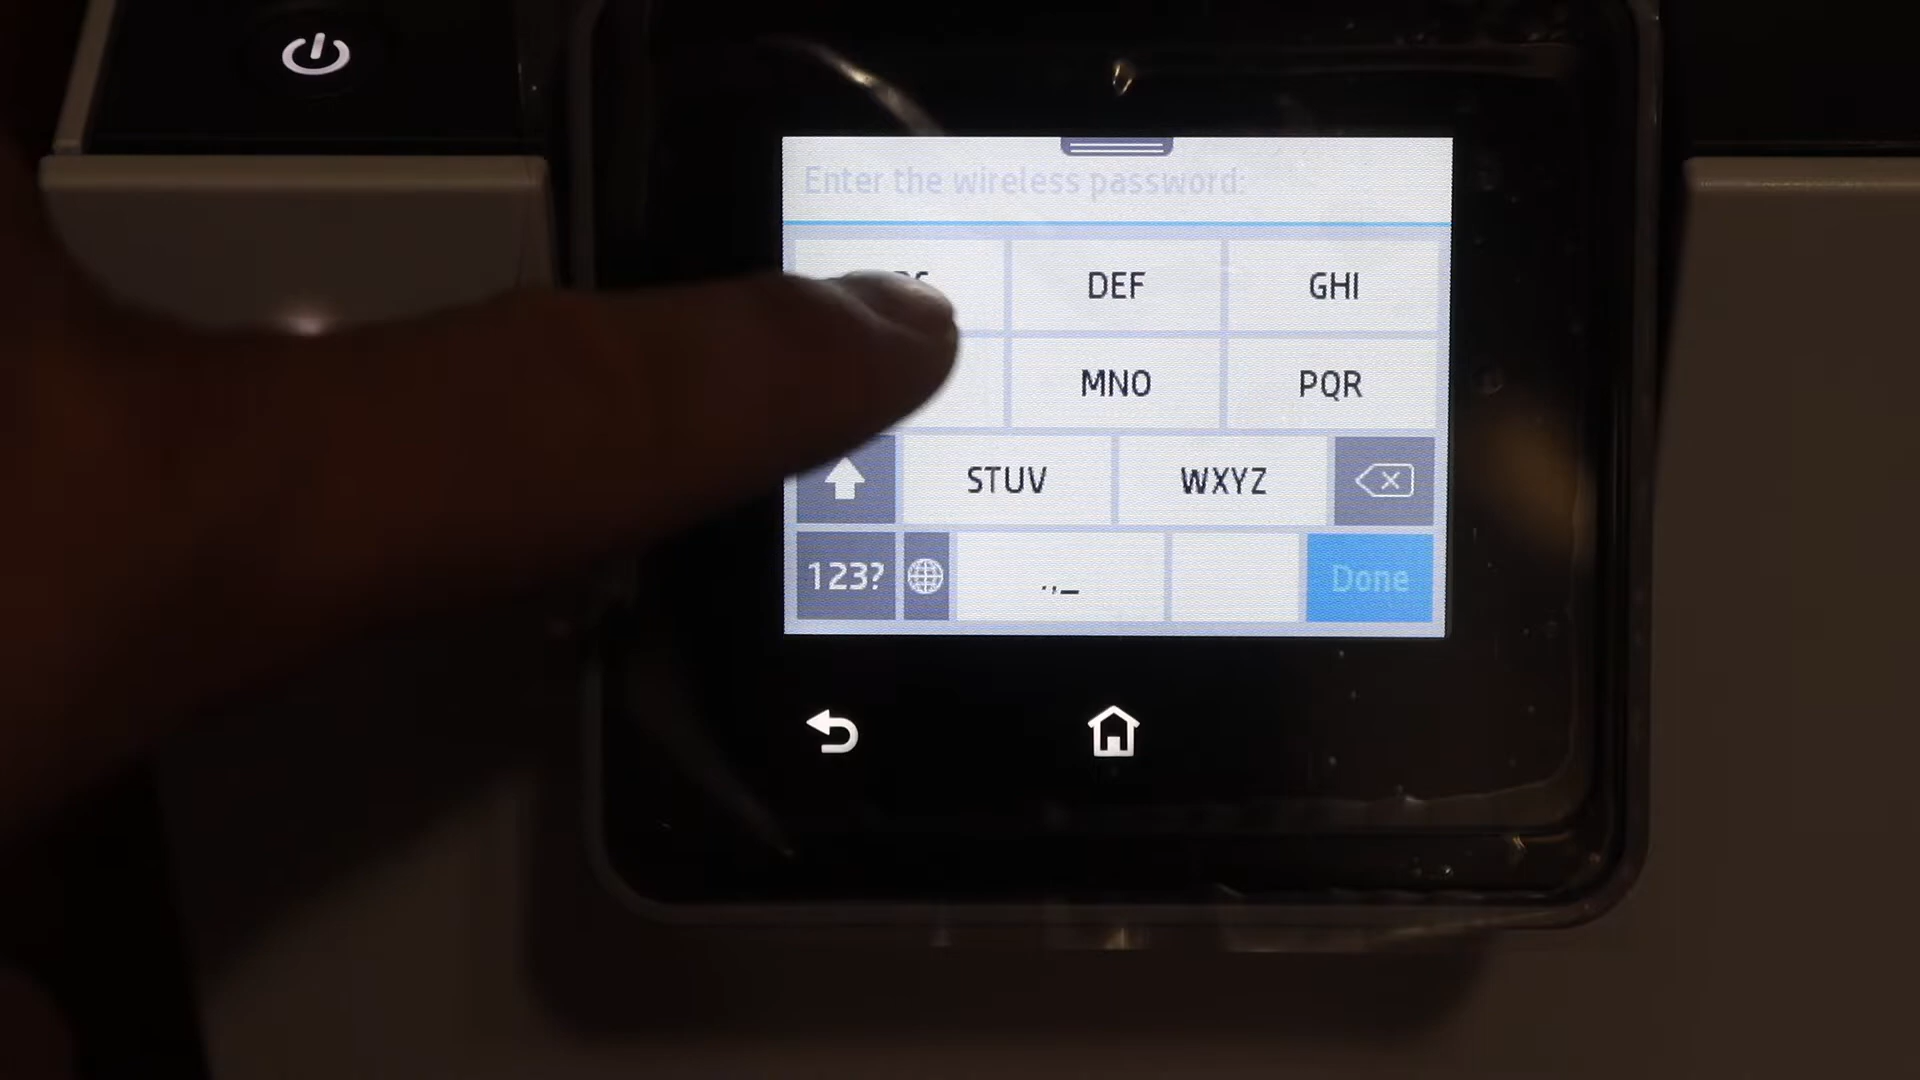 Enter the wireless password:
DEF GHI
MNO PQR
STUV WXYZ
123? .,_ Done